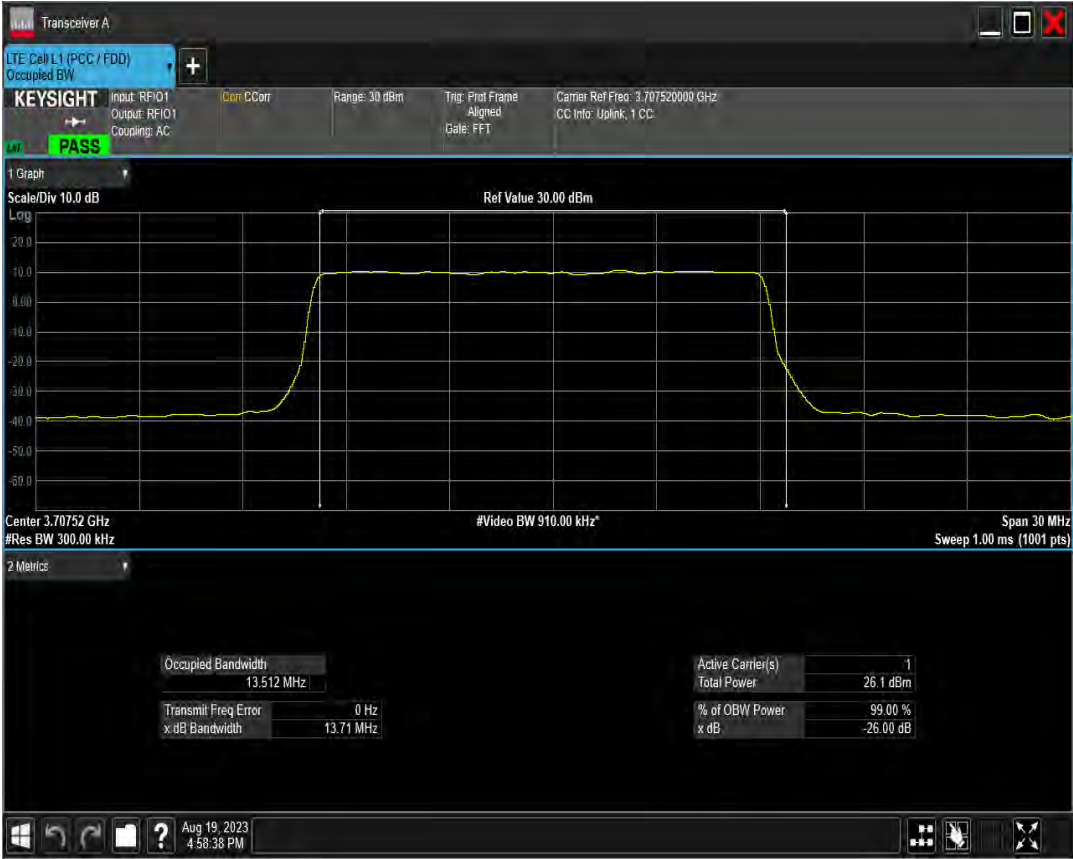 Transceiver A
LTE Cell L1 (PCC / FDD)
Occupied BW
+
KEYSIGHT
Input: RFIO1
Output: RFIO1
Coupling: AC
Corr CCorr
Range: 30 dBm
Trig: Prdt Frame
Aligned
Gate: FFT
Carrier Ref Freq: 3.707520000 GHz
CC Info: Uplink, 1 CC
PASS
1 Graph
Scale/Div 10.0 dB
Ref Value 30.00 dBm
Log
20.0
10.0
0.00
-10.0
-20.0
-30.0
-40.0
-50.0
-60.0
Center 3.70752 GHz
#Video BW 910.00 kHz*
Span 30 MHz
#Res BW 300.00 kHz
Sweep 1.00 ms (1001 pts)
2 Metrics
Occupied Bandwidth
13.512 MHz
Transmit Freq Error 0 Hz
x dB Bandwidth 13.71 MHz
Active Carrier(s) 1
Total Power 26.1 dBm
% of OBW Power 99.00 %
x dB -26.00 dB
?
Aug 19, 2023
4:58:38 PM